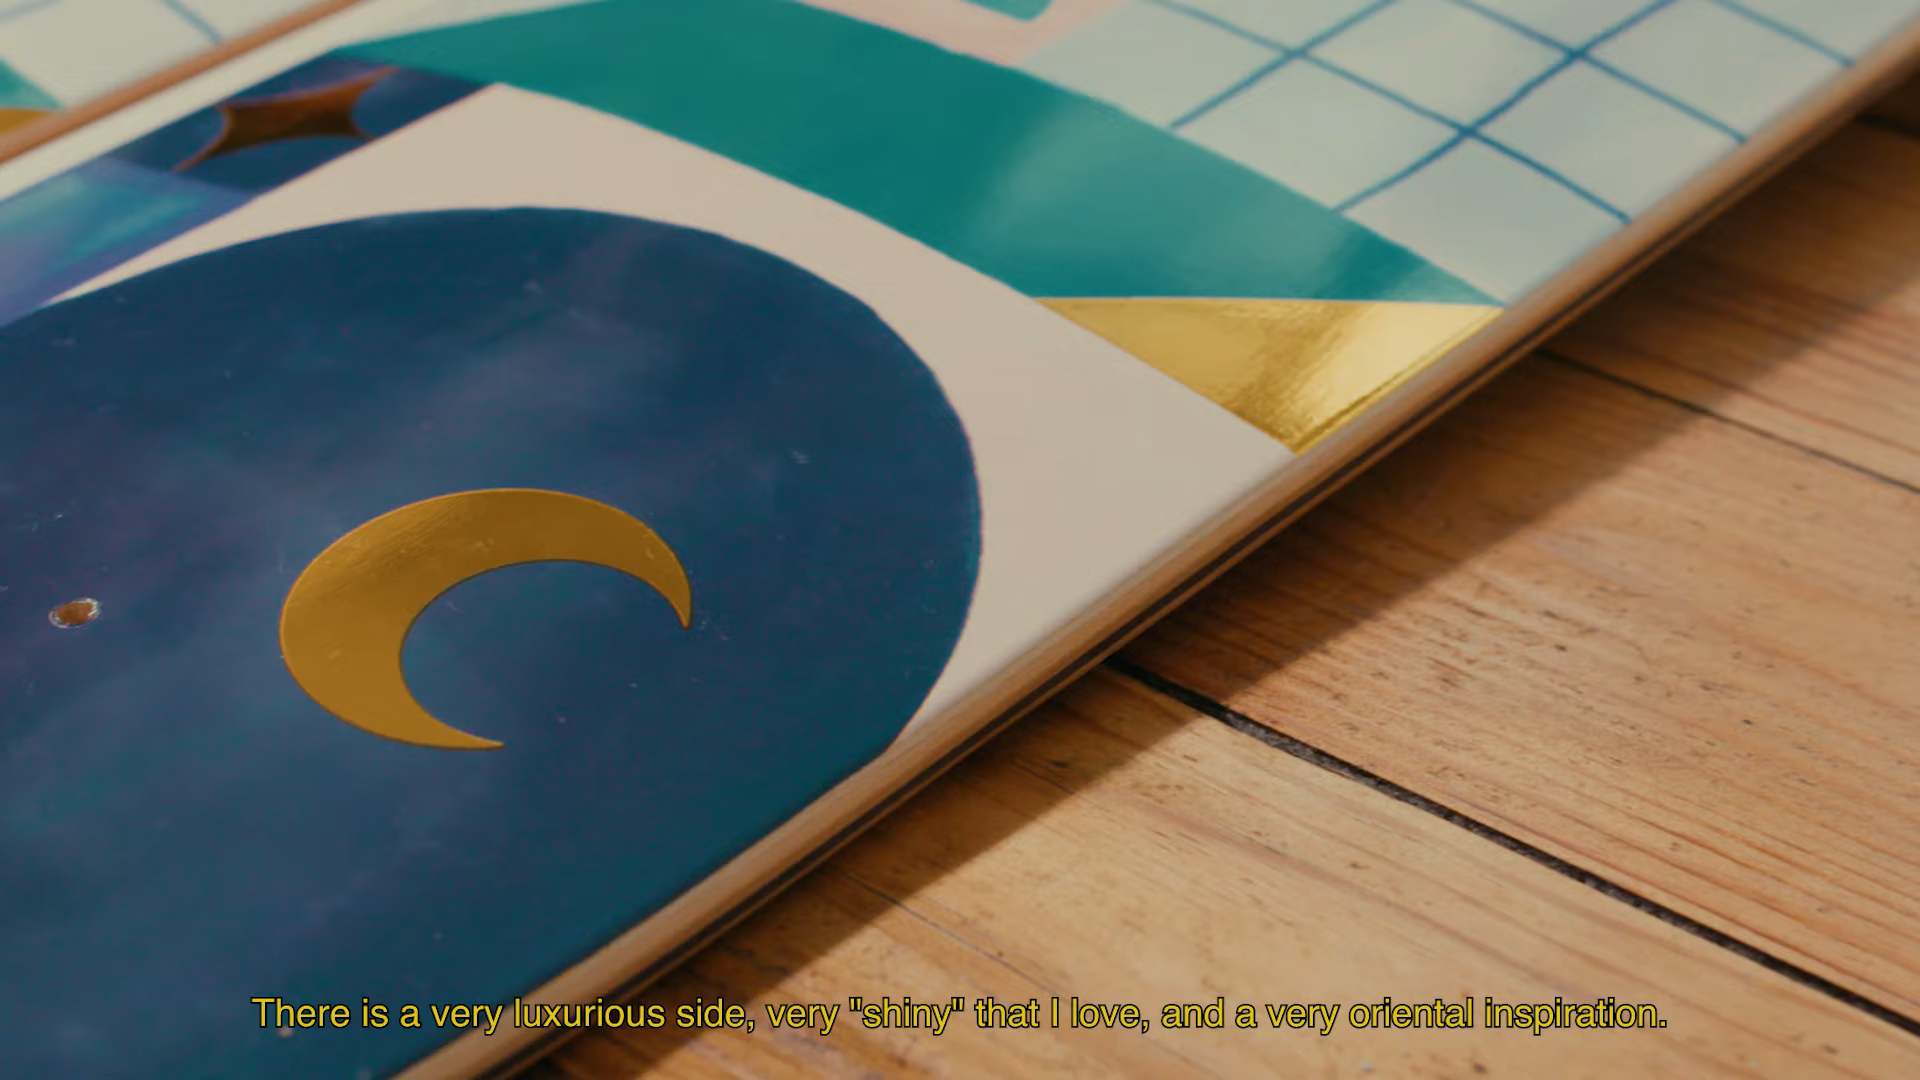 There is a very luxurious side, very "shiny" that I love, and a very oriental inspiration.